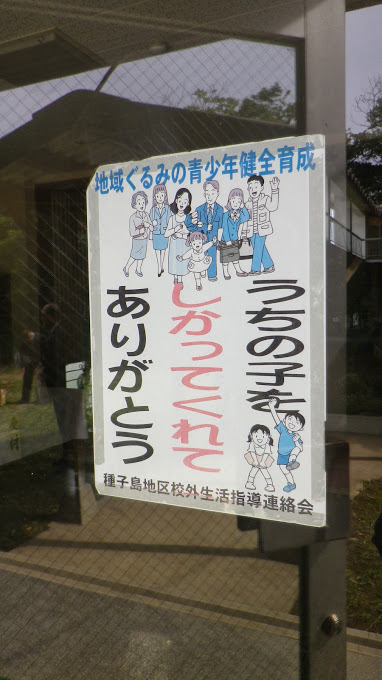 地域ぐるみの青少年健全育成
うちの子を
しかってくれて
ありがとう
種子島地区校外生活指導連絡会